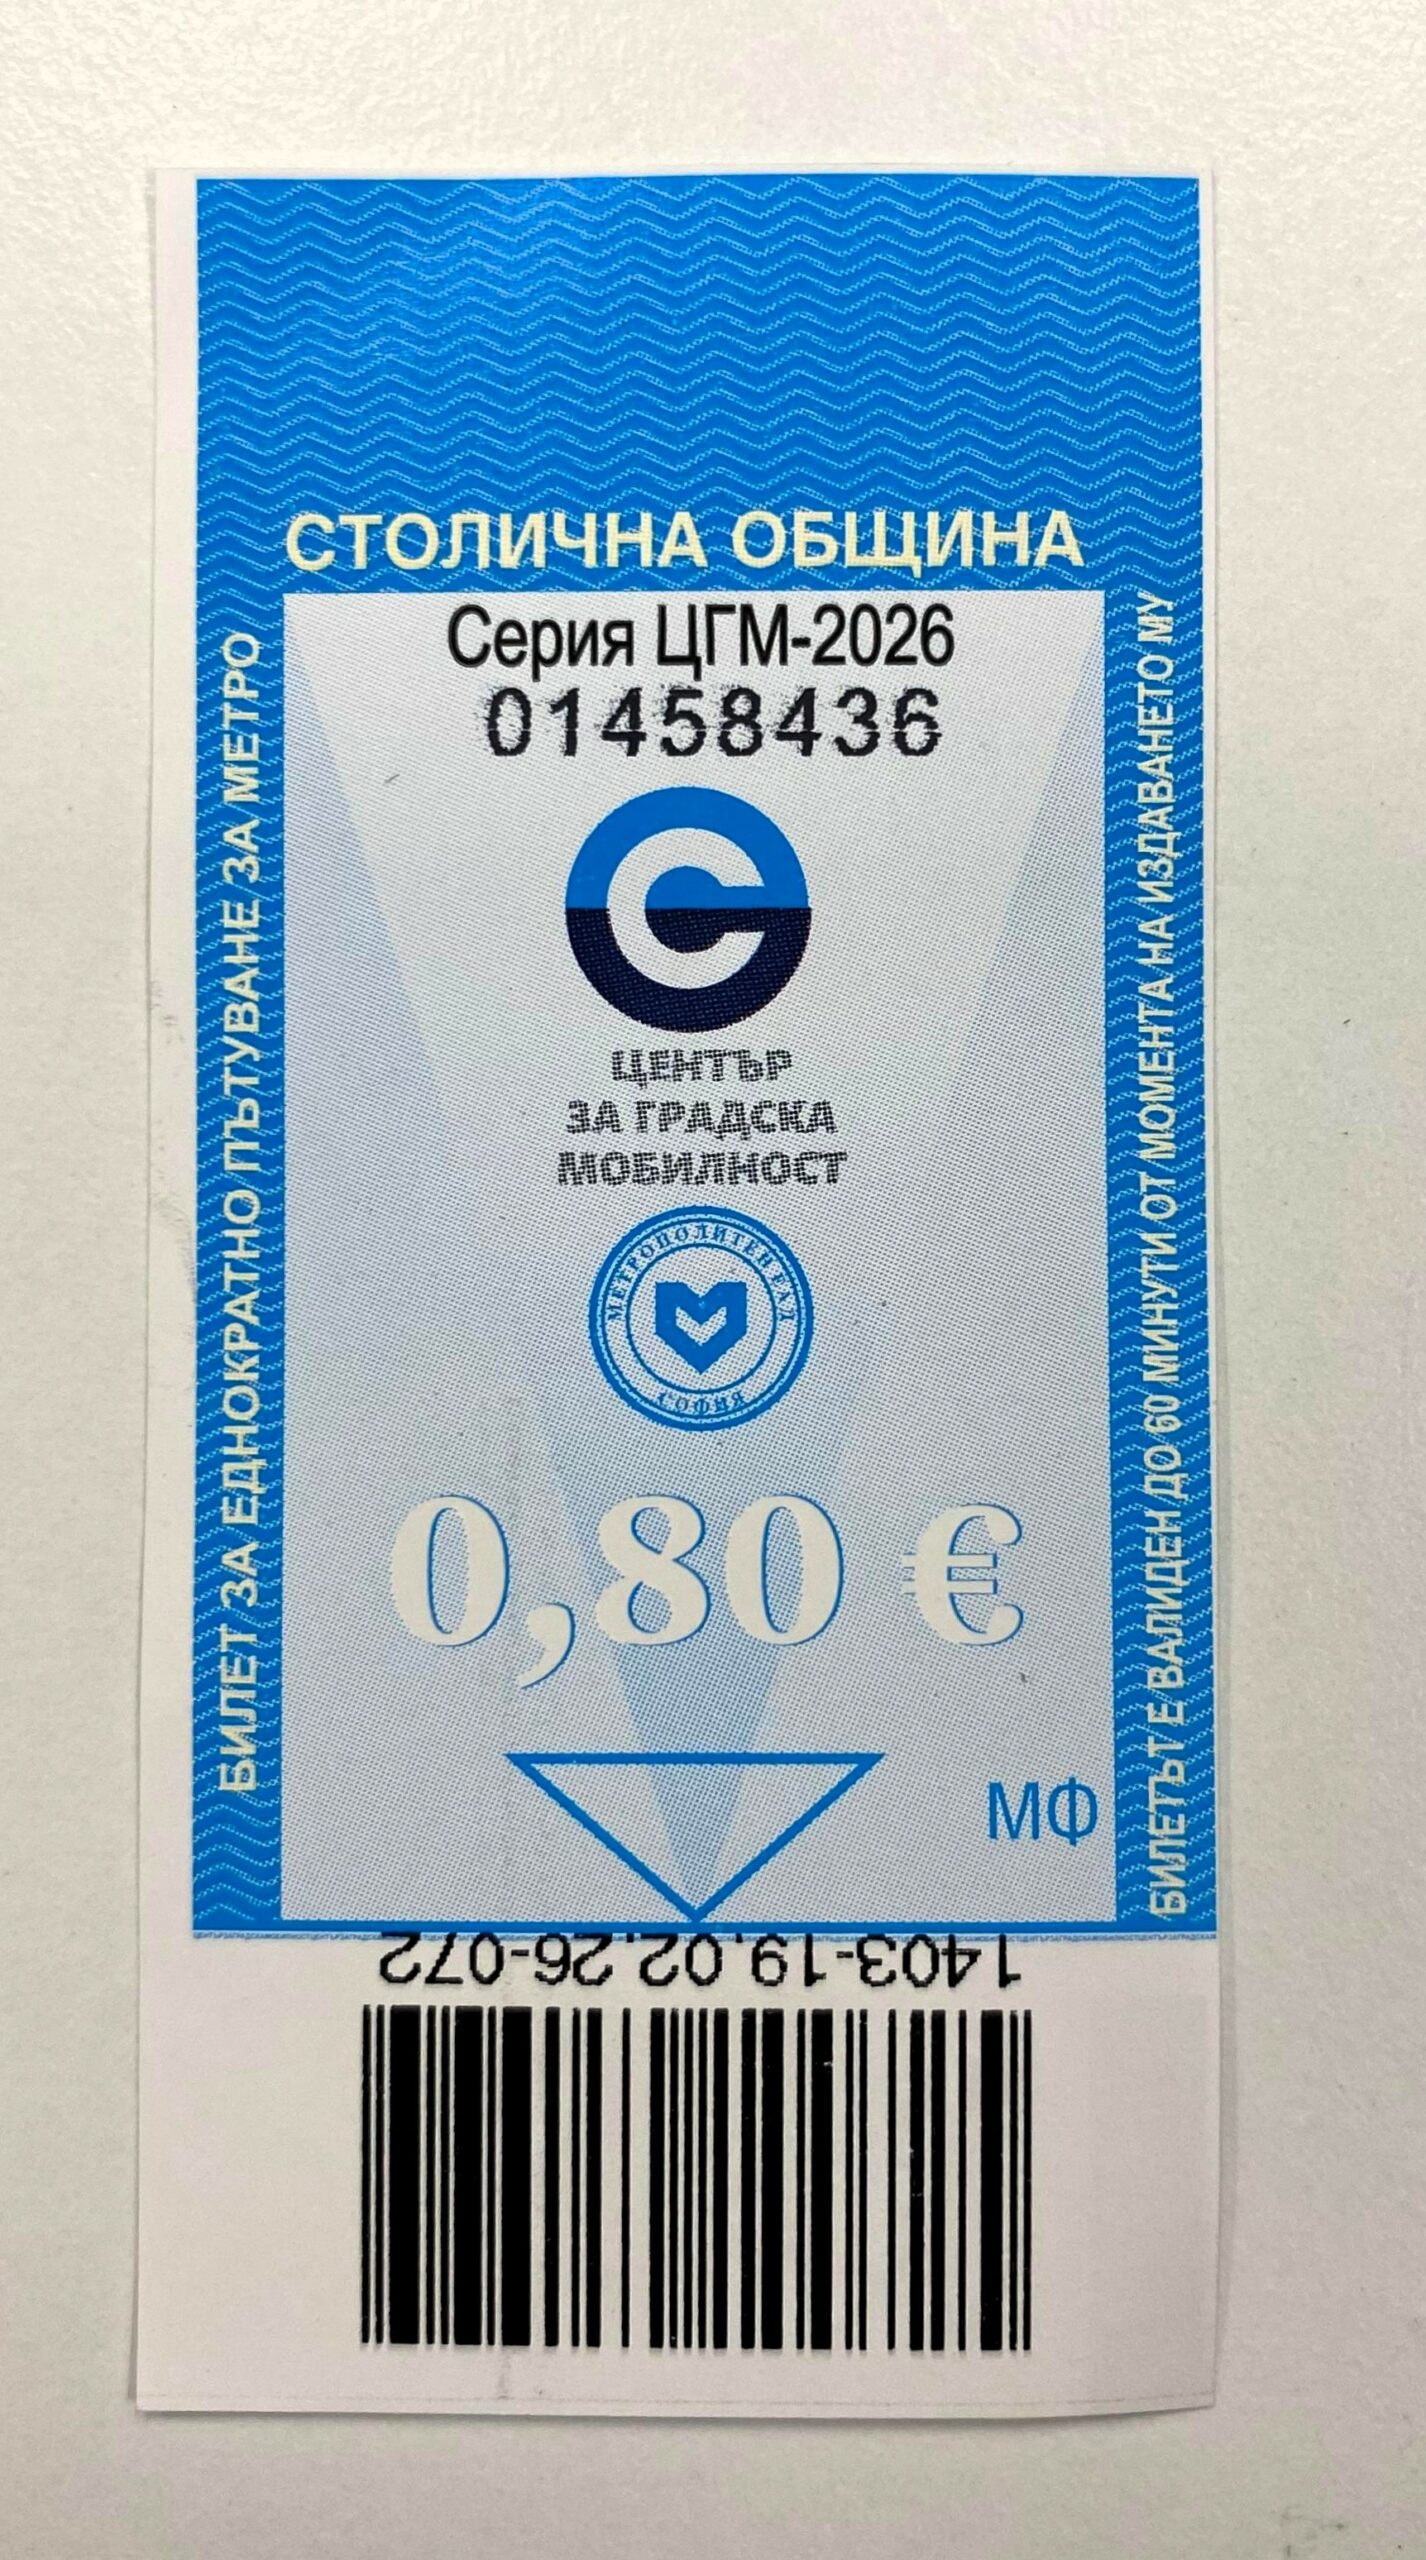 СТОЛИЧНА ОБЩИНА
Серия ЦГМ-2026
01458436
ЦЕНТЪР
ЗА ГРАДСКА
МОБИЛНОСТ
МЕТРОПОЛИТЕН ЕАД
СОФИЯ
0,80 €
МФ
БИЛЕТ ЗА ЕДНОКРАТНО ПЪТУВАНЕ ЗА МЕТРО
БИЛЕТЪТ Е ВАЛИДЕН ДО 60 МИНУТИ ОТ МОМЕНТА НА ИЗДАВАНЕТО МУ
1403-19.02.26-072